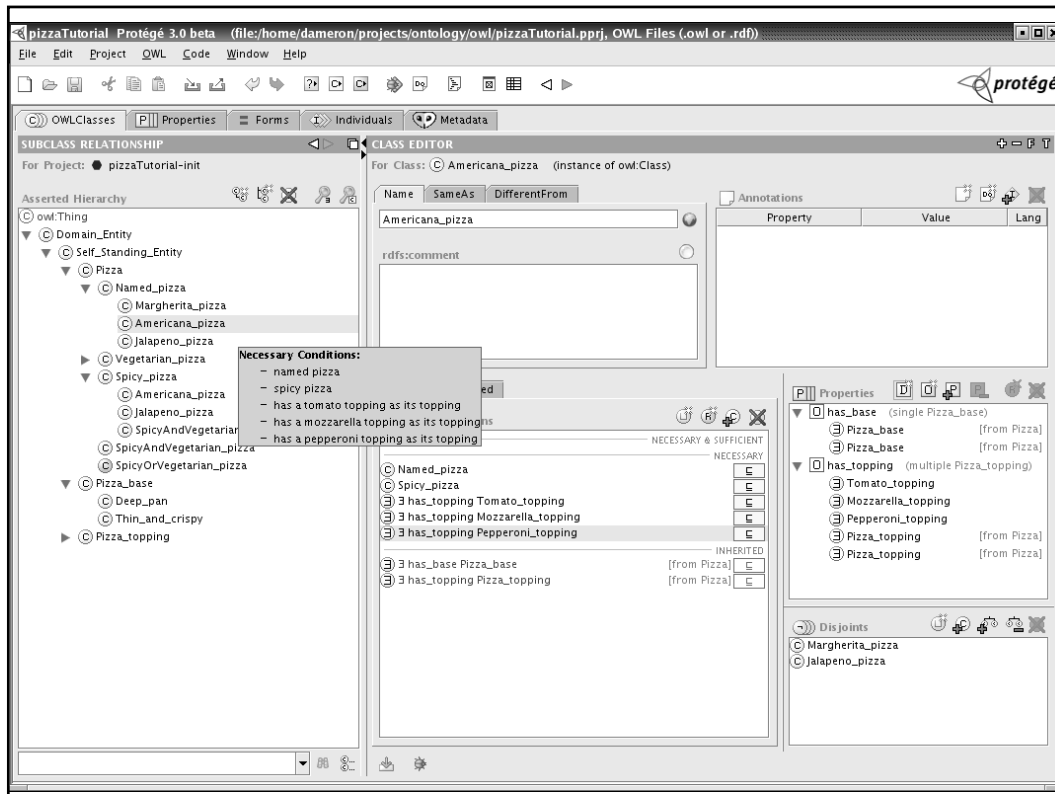 pizzaTutorial Protégé 3.0 beta (file:/home/dameron/projects/ontology/owl/pizzaTutorial.pprj, OWL Files (.owl or .rdf))
File Edit Project OWL Code Window Help
protégé
OWLClasses Properties Forms Individuals Metadata
SUBCLASS RELATIONSHIP
For Project: pizzaTutorial-init
Asserted Hierarchy
owl:Thing
Domain_Entity
Self_Standing_Entity
Pizza
Named_pizza
Margherita_pizza
Americana_pizza
Jalapeno_pizza
Vegetarian_pizza
Spicy_pizza
Americana_pizza
Jalapeno_pizza
SpicyAndVegetarian
SpicyAndVegetarian_pizza
SpicyOrVegetarian_pizza
Pizza_base
Deep_pan
Thin_and_crispy
Pizza_topping
Necessary Conditions:
– named pizza
– spicy pizza
– has a tomato topping as its topping
– has a mozzarella topping as its topping
– has a pepperoni topping as its topping
CLASS EDITOR
For Class: Americana_pizza (instance of owl:Class)
Name SameAs DifferentFrom
Americana_pizza
rdfs:comment
Annotations
Property Value Lang
ed
ns
NECESSARY & SUFFICIENT
NECESSARY
Named_pizza ⊑
Spicy_pizza ⊑
∃ has_topping Tomato_topping ⊑
∃ has_topping Mozzarella_topping ⊑
∃ has_topping Pepperoni_topping ⊑
INHERITED
∃ has_base Pizza_base [from Pizza] ⊑
∃ has_topping Pizza_topping [from Pizza] ⊑
Properties
has_base (single Pizza_base)
Pizza_base [from Pizza]
Pizza_base [from Pizza]
has_topping (multiple Pizza_topping)
Tomato_topping
Mozzarella_topping
Pepperoni_topping
Pizza_topping [from Pizza]
Pizza_topping [from Pizza]
Disjoints
Margherita_pizza
Jalapeno_pizza